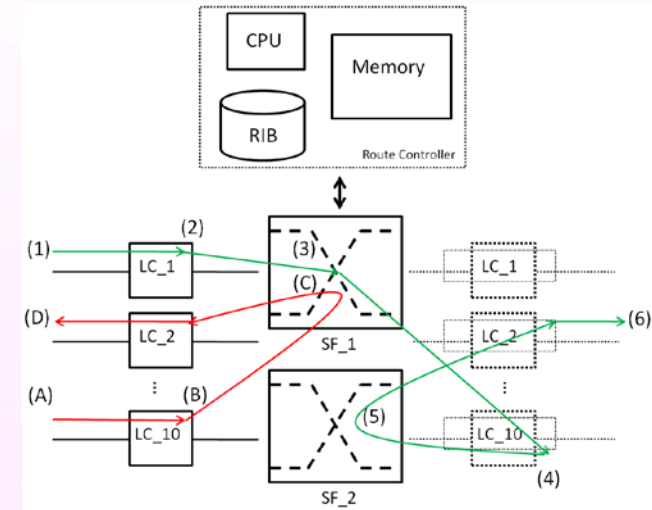 CPU
Memory
RIB
Route Controller
(1)
(2)
(3)
LC_1
LC_1
(C)
(D)
LC_2
SF_1
LC_2
(6)
⋮
⋮
(A)
(B)
(5)
LC_10
LC_10
(4)
SF_2